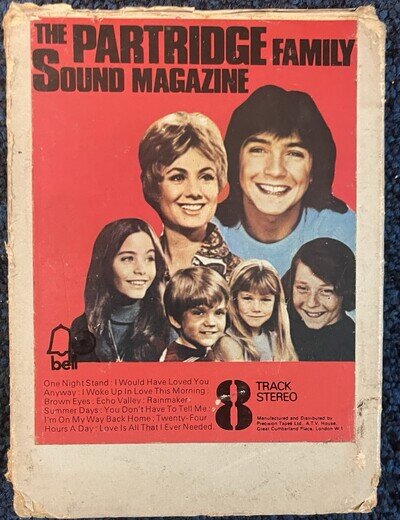 THE PARTRIDGE FAMILY
SOUND MAGAZINE
bell
One Night Stand : I Would Have Loved You
Anyway : I Woke Up In Love This Morning :
Brown Eyes : Echo Valley : Rainmaker :
Summer Days : You Don't Have To Tell Me :
I'm On My Way Back Home : Twenty-Four
Hours A Day : Love Is All That I Ever Needed.
8 TRACK
STEREO
Manufactured and Distributed by
Precision Tapes Ltd., A.T.V. House,
Great Cumberland Place, London W.1.